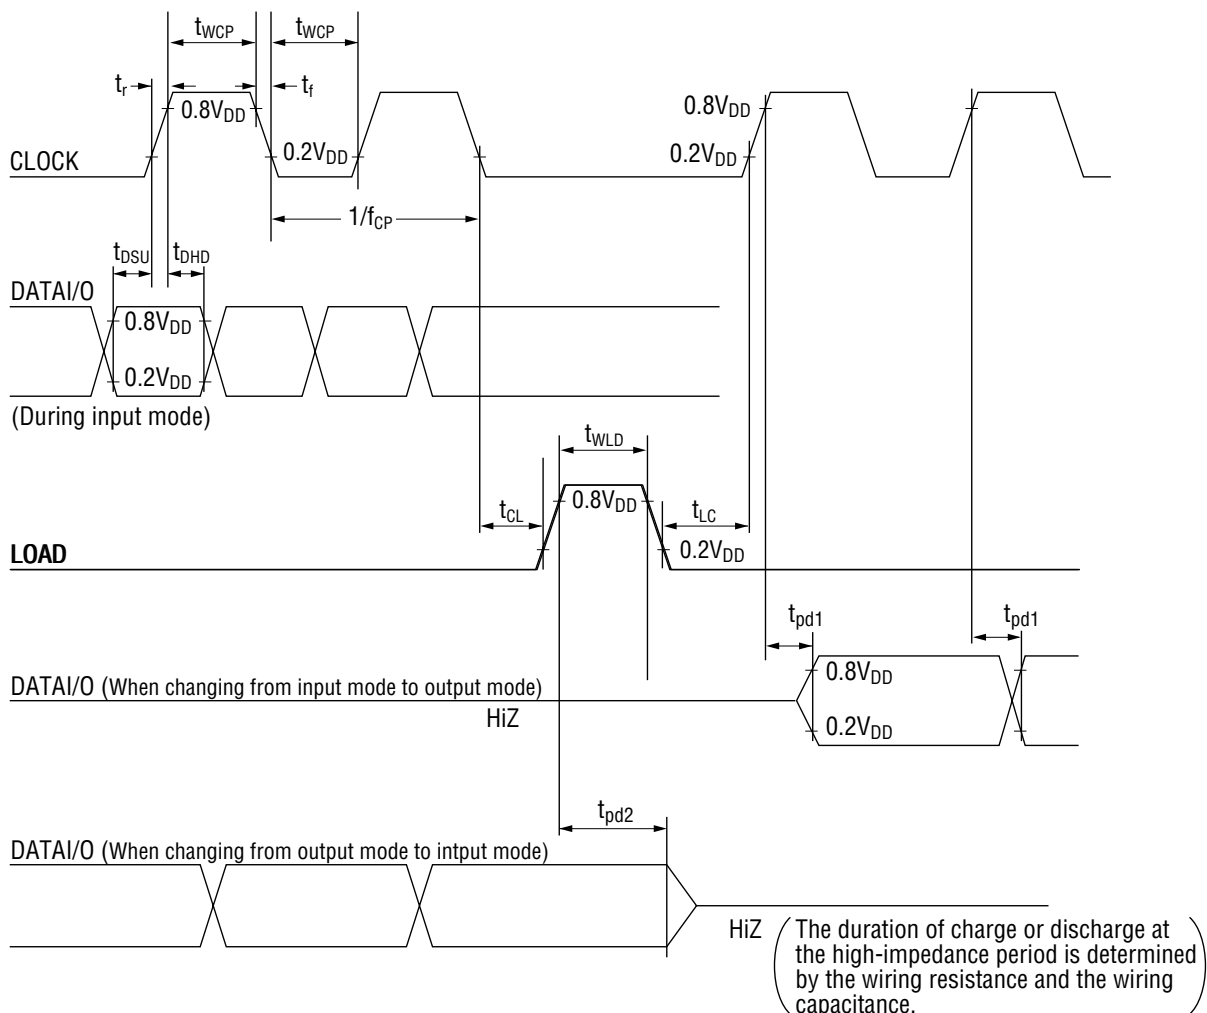 tWCP tWCP
tr tf
0.8VDD 0.8VDD
CLOCK 0.2VDD 0.2VDD
1/fCP
tDSU tDHD
DATAI/O
0.8VDD
0.2VDD
(During input mode)
tWLD
tCL 0.8VDD tLC
LOAD 0.2VDD
tpd1 tpd1
DATAI/O (When changing from input mode to output mode) 0.8VDD
HiZ 0.2VDD
tpd2
DATAI/O (When changing from output mode to intput mode)
HiZ (The duration of charge or discharge at
the high-impedance period is determined
by the wiring resistance and the wiring
capacitance.)